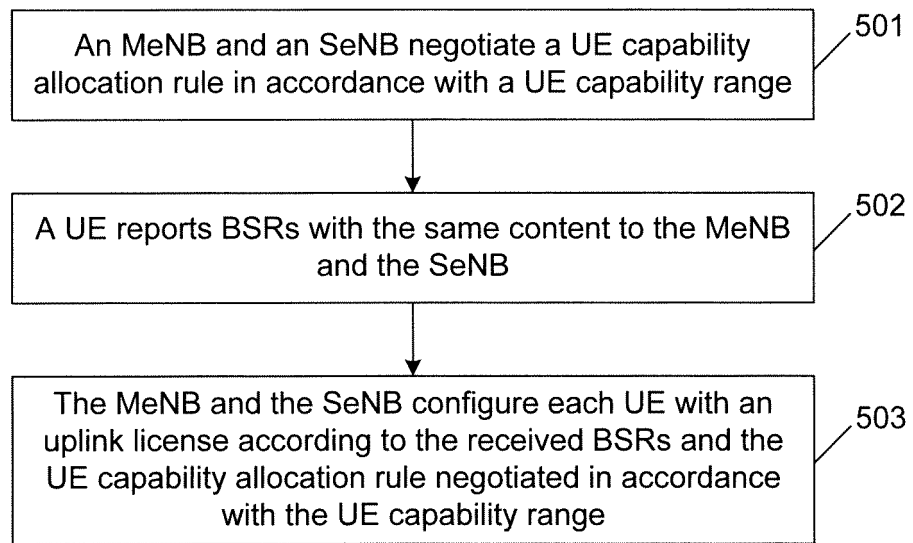 An MeNB and an SeNB negotiate a UE capability
allocation rule in accordance with a UE capability range
501
A UE reports BSRs with the same content to the MeNB
and the SeNB
502
The MeNB and the SeNB configure each UE with an
uplink license according to the received BSRs and the
UE capability allocation rule negotiated in accordance
with the UE capability range
503